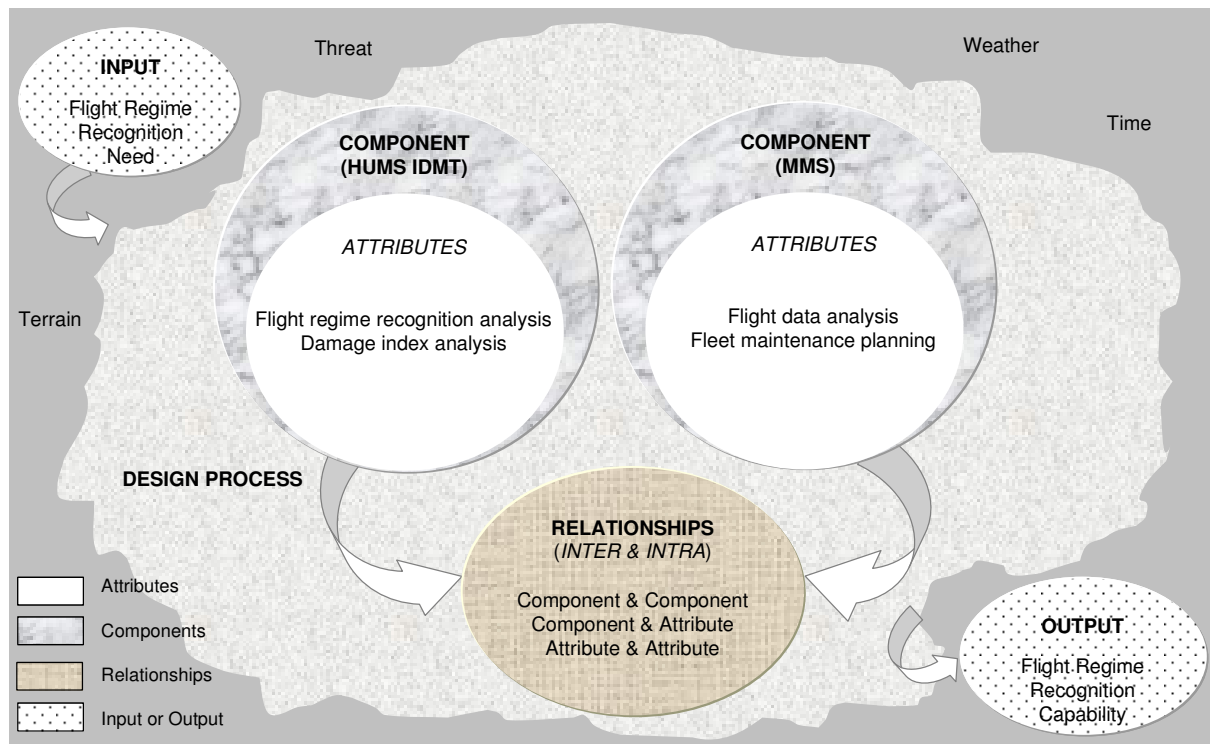 Threat
Weather
Time
Terrain
INPUT
Flight Regime
Recognition
Need
COMPONENT
(HUMS IDMT)
ATTRIBUTES
Flight regime recognition analysis
Damage index analysis
COMPONENT
(MMS)
ATTRIBUTES
Flight data analysis
Fleet maintenance planning
DESIGN PROCESS
RELATIONSHIPS
(INTER & INTRA)
Component & Component
Component & Attribute
Attribute & Attribute
Attributes
Components
Relationships
Input or Output
OUTPUT
Flight Regime
Recognition
Capability